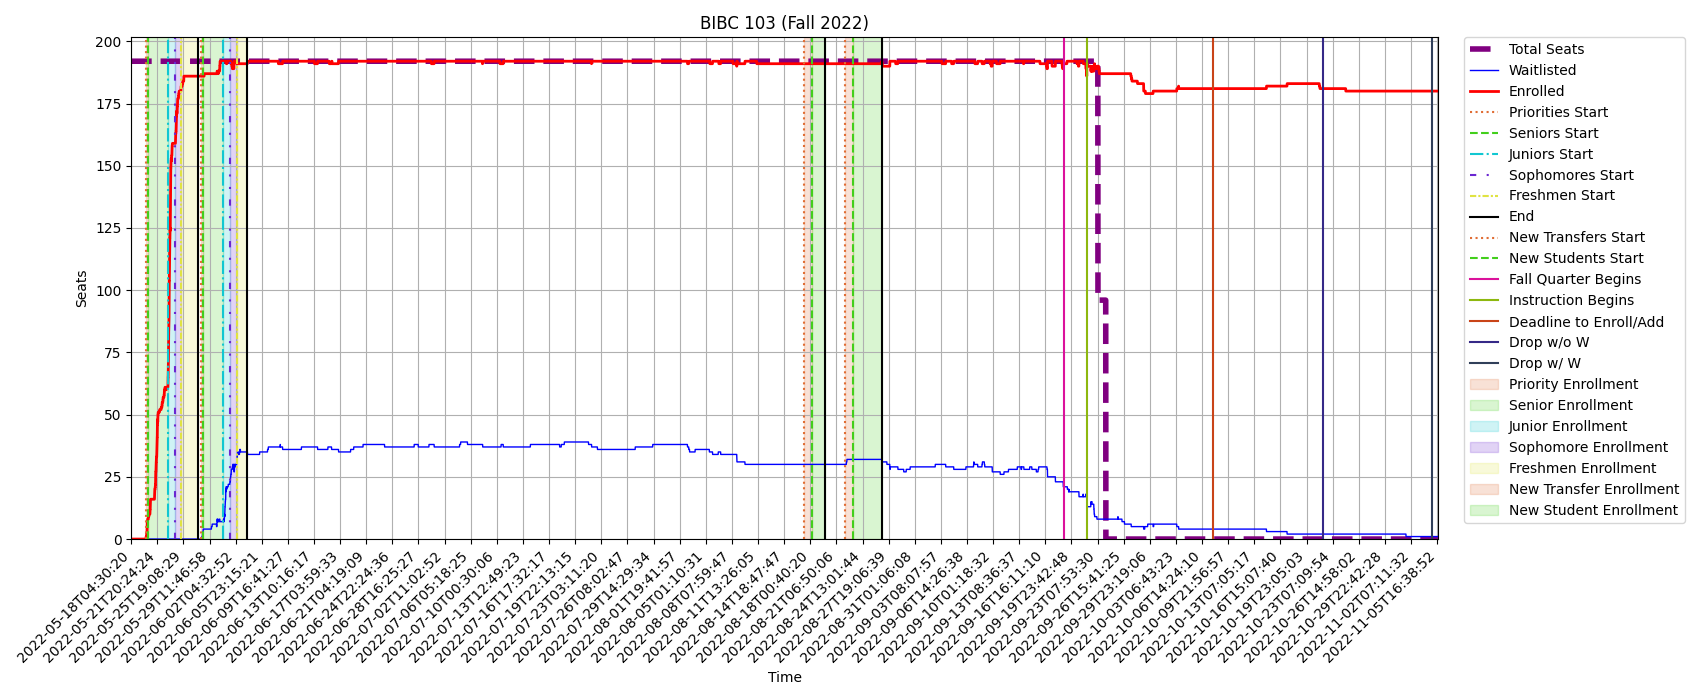 BIBC 103 (Fall 2022)
200
175
150
125
100
75
50
25
0
Seats
2022-05-18T04:30:20
2022-05-21T20:24:24
2022-05-25T19:08:29
2022-05-29T11:46:58
2022-06-02T04:32:52
2022-06-05T23:15:21
2022-06-09T16:41:27
2022-06-13T10:16:17
2022-06-17T03:59:33
2022-06-21T04:19:09
2022-06-24T22:24:36
2022-06-28T16:25:27
2022-07-02T11:02:52
2022-07-06T05:18:25
2022-07-10T00:30:06
2022-07-13T12:49:23
2022-07-16T17:32:17
2022-07-19T22:13:15
2022-07-23T03:11:20
2022-07-26T08:02:47
2022-07-29T14:29:34
2022-08-01T19:41:57
2022-08-05T01:10:31
2022-08-08T07:59:47
2022-08-11T13:26:05
2022-08-14T18:47:47
2022-08-18T00:40:20
2022-08-21T06:50:06
2022-08-24T13:01:44
2022-08-27T19:06:39
2022-08-31T01:06:08
2022-09-03T08:07:57
2022-09-06T14:26:38
2022-09-10T01:18:32
2022-09-13T08:36:37
2022-09-16T16:11:10
2022-09-19T23:42:48
2022-09-23T07:53:30
2022-09-26T15:41:25
2022-09-29T23:19:06
2022-10-03T06:43:23
2022-10-06T14:24:10
2022-10-09T21:56:57
2022-10-13T07:05:17
2022-10-16T15:07:40
2022-10-19T23:05:03
2022-10-23T07:09:54
2022-10-26T14:58:02
2022-10-29T22:42:28
2022-11-02T07:11:32
2022-11-05T16:38:52
Time
Total Seats
Waitlisted
Enrolled
Priorities Start
Seniors Start
Juniors Start
Sophomores Start
Freshmen Start
End
New Transfers Start
New Students Start
Fall Quarter Begins
Instruction Begins
Deadline to Enroll/Add
Drop w/o W
Drop w/ W
Priority Enrollment
Senior Enrollment
Junior Enrollment
Sophomore Enrollment
Freshmen Enrollment
New Transfer Enrollment
New Student Enrollment